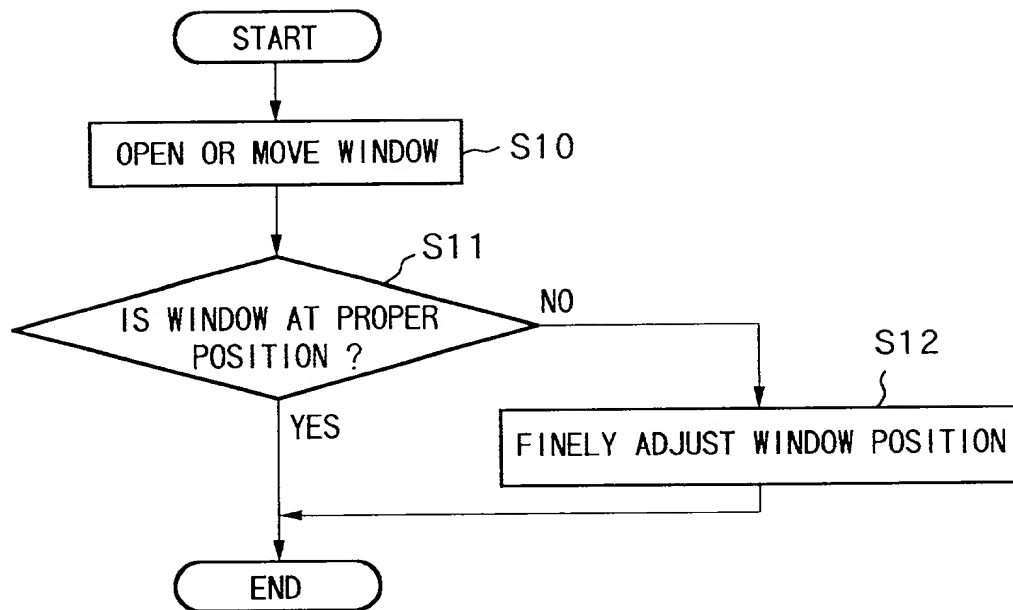 START
OPEN OR MOVE WINDOW
S10
S11
IS WINDOW AT PROPER
POSITION ?
NO
YES
S12
FINELY ADJUST WINDOW POSITION
END